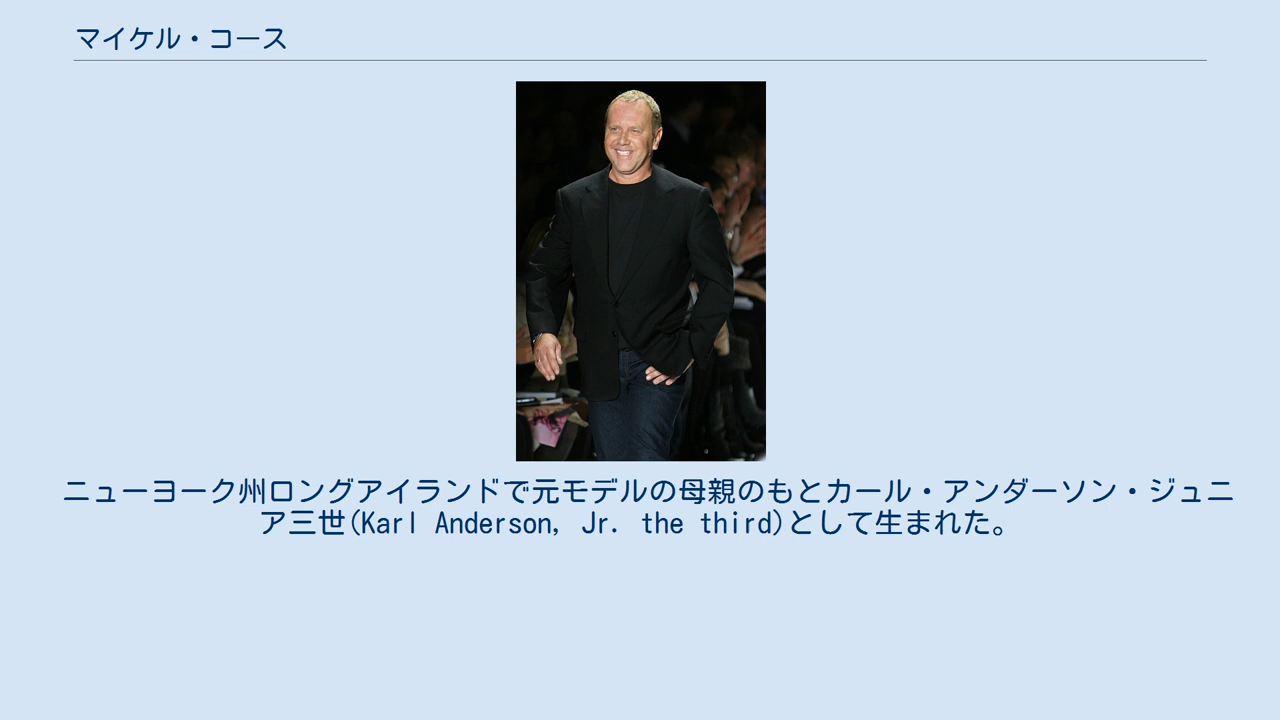 マイケル・コース
ニューヨーク州ロングアイランドで元モデルの母親のもとカール・アンダーソン・ジュニ
ア三世(Karl Anderson, Jr. the third)として生まれた。